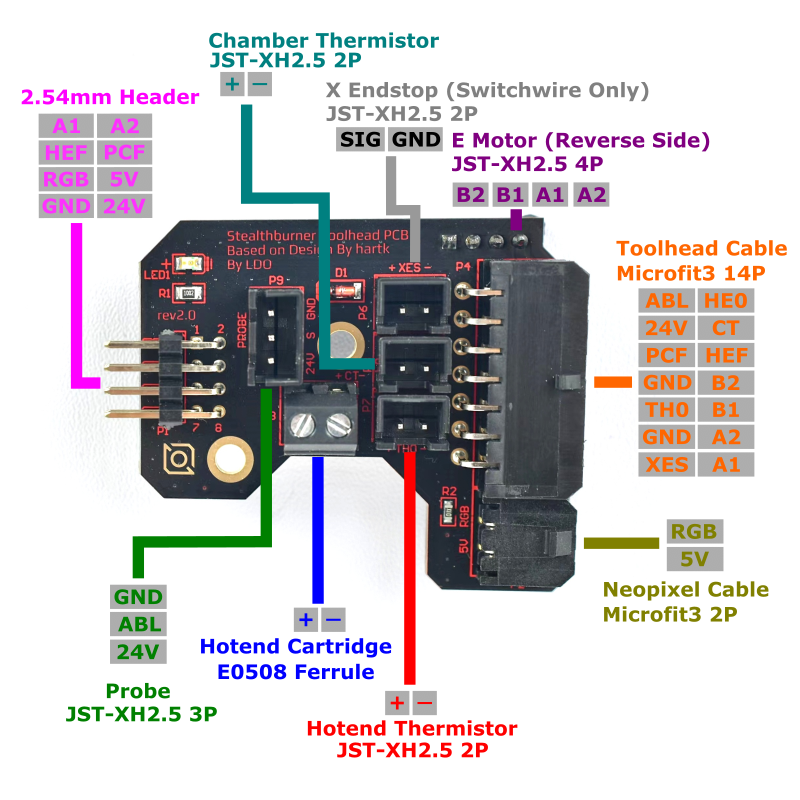 Chamber Thermistor
JST-XH2.5 2P
+ −
2.54mm Header
A1 A2
HEF PCF
RGB 5V
GND 24V
X Endstop (Switchwire Only)
JST-XH2.5 2P
SIG GND
E Motor (Reverse Side)
JST-XH2.5 4P
B2 B1 A1 A2
Stealthburner Toolhead PCB
Based on Design By hartk
By LDO
+
LED1
R1
1002
rev2.0
P9
D1
GND
S
24V
PROBE
+ XES −
P6
P4
+ CT −
P7
TH0
1 2
7 8
P1
R2
RGB
5V
Toolhead Cable
Microfit3 14P
ABL HE0
24V CT
PCF HEF
GND B2
TH0 B1
GND A2
XES A1
RGB
5V
Neopixel Cable
Microfit3 2P
GND
ABL
24V
Probe
JST-XH2.5 3P
+ −
Hotend Cartridge
E0508 Ferrule
+ −
Hotend Thermistor
JST-XH2.5 2P